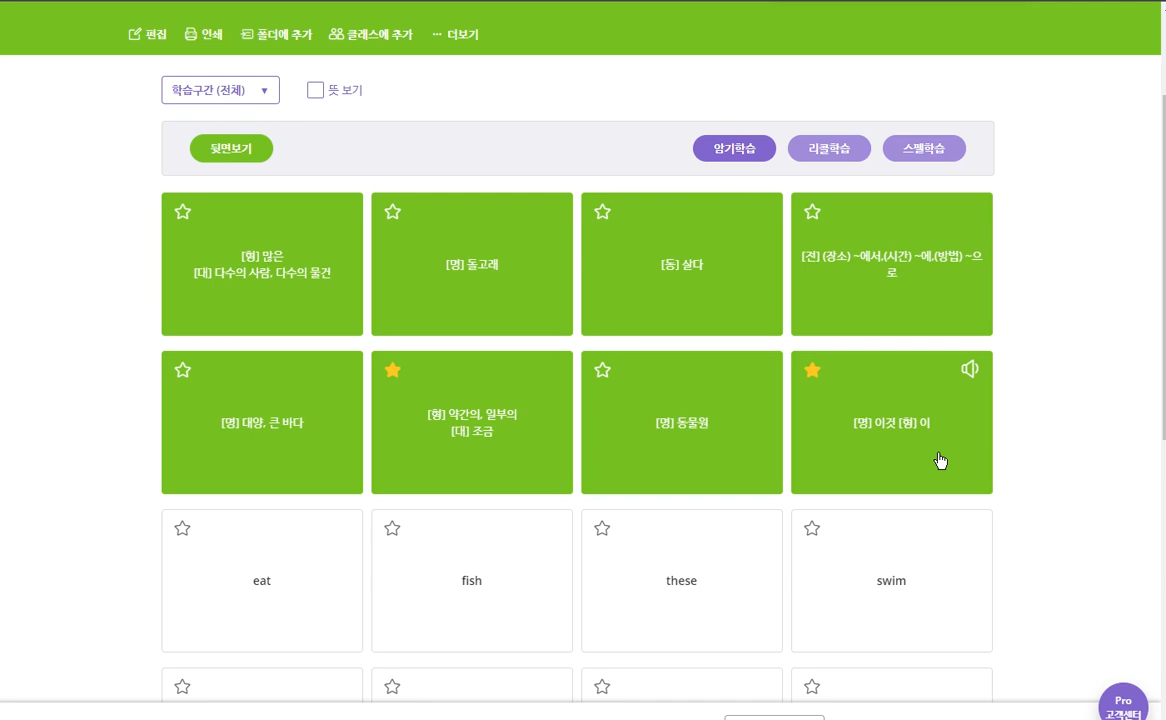 편집 인쇄 폴더에 추가 클래스에 추가 ··· 더보기
학습구간 (전체) ▼ 뜻 보기
뒷면보기 암기학습 리콜학습 스펠학습
[형] 많은
[대] 다수의 사람, 다수의 물건
[명] 돌고래
[동] 살다
[전] (장소) ~에서,(시간) ~에,(방법) ~으
로
[명] 대양, 큰 바다
[형] 약간의, 일부의
[대] 조금
[명] 동물원
[명] 이것 [형] 이
eat
fish
these
swim
Pro
고객센터